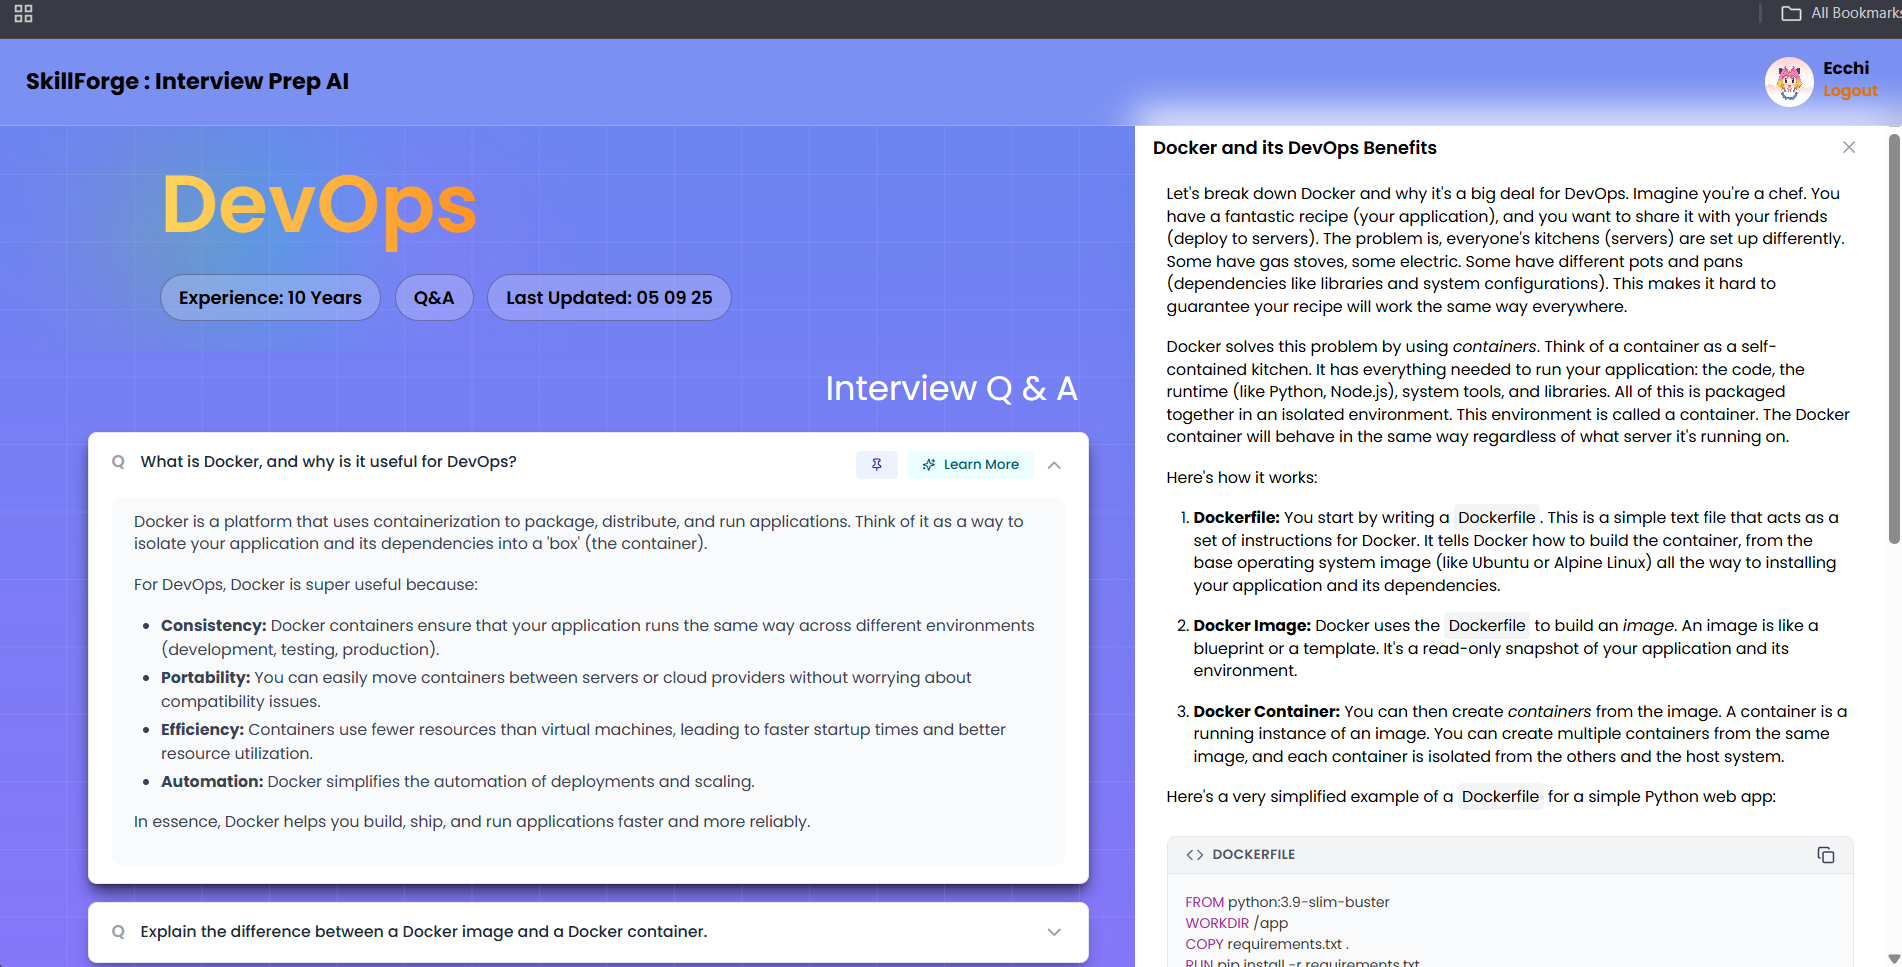 All Bookmarks
SkillForge : Interview Prep AI
Ecchi
Logout
DevOps
Experience: 10 Years
Q&A
Last Updated: 05 09 25
Interview Q & A
Q What is Docker, and why is it useful for DevOps?
Learn More
Docker is a platform that uses containerization to package, distribute, and run applications. Think of it as a way to
isolate your application and its dependencies into a 'box' (the container).
For DevOps, Docker is super useful because:
• Consistency: Docker containers ensure that your application runs the same way across different environments
(development, testing, production).
• Portability: You can easily move containers between servers or cloud providers without worrying about
compatibility issues.
• Efficiency: Containers use fewer resources than virtual machines, leading to faster startup times and better
resource utilization.
• Automation: Docker simplifies the automation of deployments and scaling.
In essence, Docker helps you build, ship, and run applications faster and more reliably.
Q Explain the difference between a Docker image and a Docker container.
Docker and its DevOps Benefits
Let's break down Docker and why it's a big deal for DevOps. Imagine you're a chef. You
have a fantastic recipe (your application), and you want to share it with your friends
(deploy to servers). The problem is, everyone's kitchens (servers) are set up differently.
Some have gas stoves, some electric. Some have different pots and pans
(dependencies like libraries and system configurations). This makes it hard to
guarantee your recipe will work the same way everywhere.
Docker solves this problem by using containers. Think of a container as a self-
contained kitchen. It has everything needed to run your application: the code, the
runtime (like Python, Node.js), system tools, and libraries. All of this is packaged
together in an isolated environment. This environment is called a container. The Docker
container will behave in the same way regardless of what server it's running on.
Here's how it works:
1. Dockerfile: You start by writing a Dockerfile. This is a simple text file that acts as a
set of instructions for Docker. It tells Docker how to build the container, from the
base operating system image (like Ubuntu or Alpine Linux) all the way to installing
your application and its dependencies.
2. Docker Image: Docker uses the Dockerfile to build an image. An image is like a
blueprint or a template. It's a read-only snapshot of your application and its
environment.
3. Docker Container: You can then create containers from the image. A container is a
running instance of an image. You can create multiple containers from the same
image, and each container is isolated from the others and the host system.
Here's a very simplified example of a Dockerfile for a simple Python web app:
<> DOCKERFILE
FROM python:3.9-slim-buster
WORKDIR /app
COPY requirements.txt .
RUN pip install -r requirements.txt